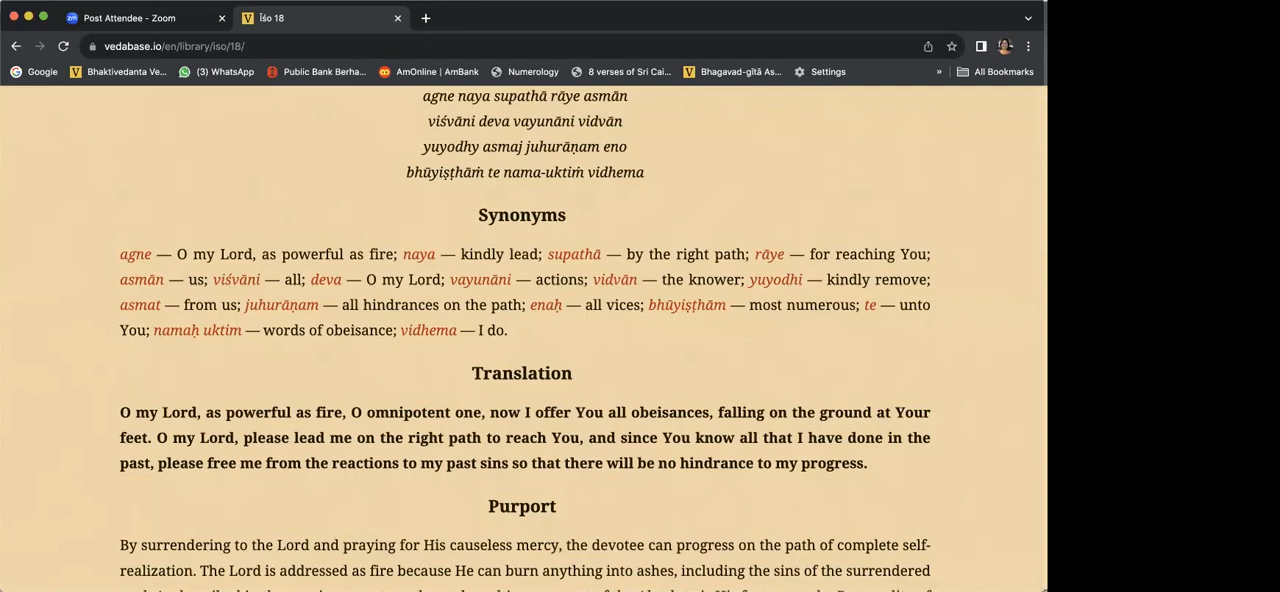 Post Attendee - Zoom
Īśo 18
vedabase.io/en/library/iso/18/
Google
Bhaktivedanta Ve...
(3) WhatsApp
Public Bank Berha...
AmOnline | AmBank
Numerology
8 verses of Sri Cai...
Bhagavad-gītā As...
Settings
»
All Bookmarks
agne naya supathā rāye asmān
viśvāni deva vayunāni vidvān
yuyodhy asmaj juhurāṇam eno
bhūyiṣṭhāṁ te nama-uktiṁ vidhema
Synonyms
agne — O my Lord, as powerful as fire; naya — kindly lead; supathā — by the right path; rāye — for reaching You;
asmān — us; viśvāni — all; deva — O my Lord; vayunāni — actions; vidvān — the knower; yuyodhi — kindly remove;
asmat — from us; juhurāṇam — all hindrances on the path; enaḥ — all vices; bhūyiṣṭhām — most numerous; te — unto
You; namaḥ uktim — words of obeisance; vidhema — I do.
Translation
O my Lord, as powerful as fire, O omnipotent one, now I offer You all obeisances, falling on the ground at Your
feet. O my Lord, please lead me on the right path to reach You, and since You know all that I have done in the
past, please free me from the reactions to my past sins so that there will be no hindrance to my progress.
Purport
By surrendering to the Lord and praying for His causeless mercy, the devotee can progress on the path of complete self-
realization. The Lord is addressed as fire because He can burn anything into ashes, including the sins of the surrendered